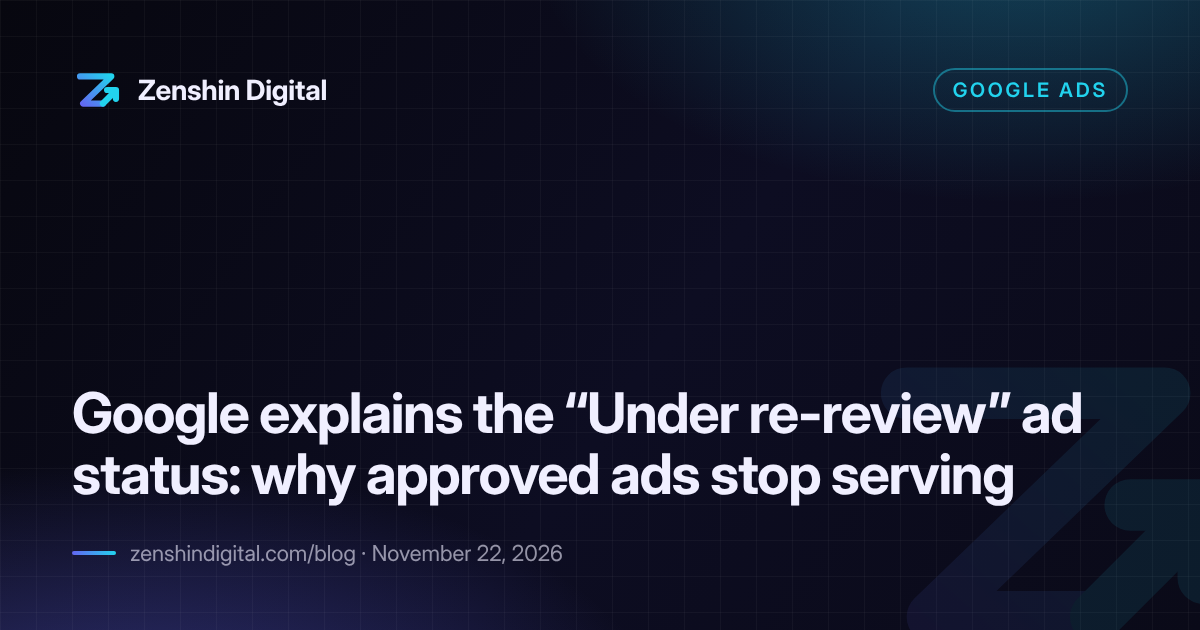 Zenshin Digital
GOOGLE ADS
Google explains the “Under re-review” ad
status: why approved ads stop serving
zenshindigital.com/blog · November 22, 2026